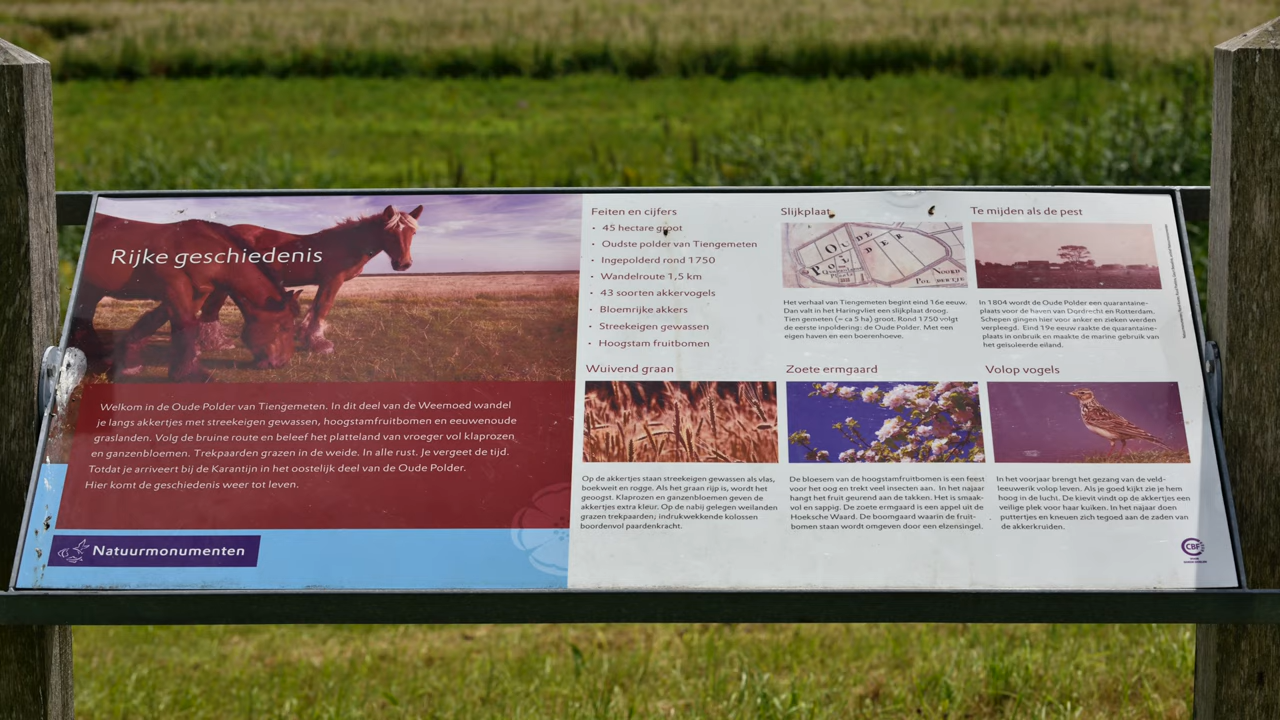 Rijke geschiedenis
Welkom in de Oude Polder van Tiengemeten. In dit deel van de Weemoed wandel
je langs akkertjes met streekeigen gewassen, hoogstamfruitbomen en eeuwenoude
graslanden. Volg de bruine route en beleef het platteland van vroeger vol klaprozen
en ganzenbloemen. Trekpaarden grazen in de weide. In alle rust. Je vergeet de tijd.
Totdat je arriveert bij de Karantijn in het oostelijk deel van de Oude Polder.
Hier komt de geschiedenis weer tot leven.
Natuurmonumenten
Feiten en cijfers
• 45 hectare groot
• Oudste polder van Tiengemeten
• Ingepolderd rond 1750
• Wandelroute 1,5 km
• 43 soorten akkervogels
• Bloemrijke akkers
• Streekeigen gewassen
• Hoogstam fruitbomen
Slijkplaat
OUDE
POLDER
NOORD
POLDERTJE
Het verhaal van Tiengemeten begint eind 16e eeuw.
Dan valt in het Haringvliet een slijkplaat droog.
Tien gemeten (= ca 5 ha) groot. Rond 1750 volgt
de eerste inpoldering: de Oude Polder. Met een
eigen haven en een boerenhoeve.
Te mijden als de pest
In 1804 wordt de Oude Polder een quarantaine-
plaats voor de haven van Dordrecht en Rotterdam.
Schepen gingen hier voor anker en zieken werden
verpleegd. Eind 19e eeuw raakte de quarantaine-
plaats in onbruik en maakte de marine gebruik van
het geïsoleerde eiland.
Wuivend graan
Op de akkertjes staan streekeigen gewassen als vlas,
boekweit en rogge. Als het graan rijp is, wordt het
geoogst. Klaprozen en ganzenbloemen geven de
akkertjes extra kleur. Op de nabij gelegen weilanden
grazen trekpaarden; indrukwekkende kolossen
boordenvol paardenkracht.
Zoete ermgaard
De bloesem van de hoogstamfruitbomen is een feest
voor het oog en trekt veel insecten aan. In het najaar
hangt het fruit geurend aan de takken. Het is smaak-
vol en sappig. De zoete ermgaard is een appel uit de
Hoeksche Waard. De boomgaard waarin de fruit-
bomen staan wordt omgeven door een elzensingel.
Volop vogels
In het voorjaar brengt het gezang van de veld-
leeuwerik volop leven. Als je goed kijkt zie je hem
hoog in de lucht. De kievit vindt op de akkertjes een
veilige plek voor haar kuiken. In het najaar doen
puttertjes en kneuen zich tegoed aan de zaden van
de akkerkruiden.
CBF